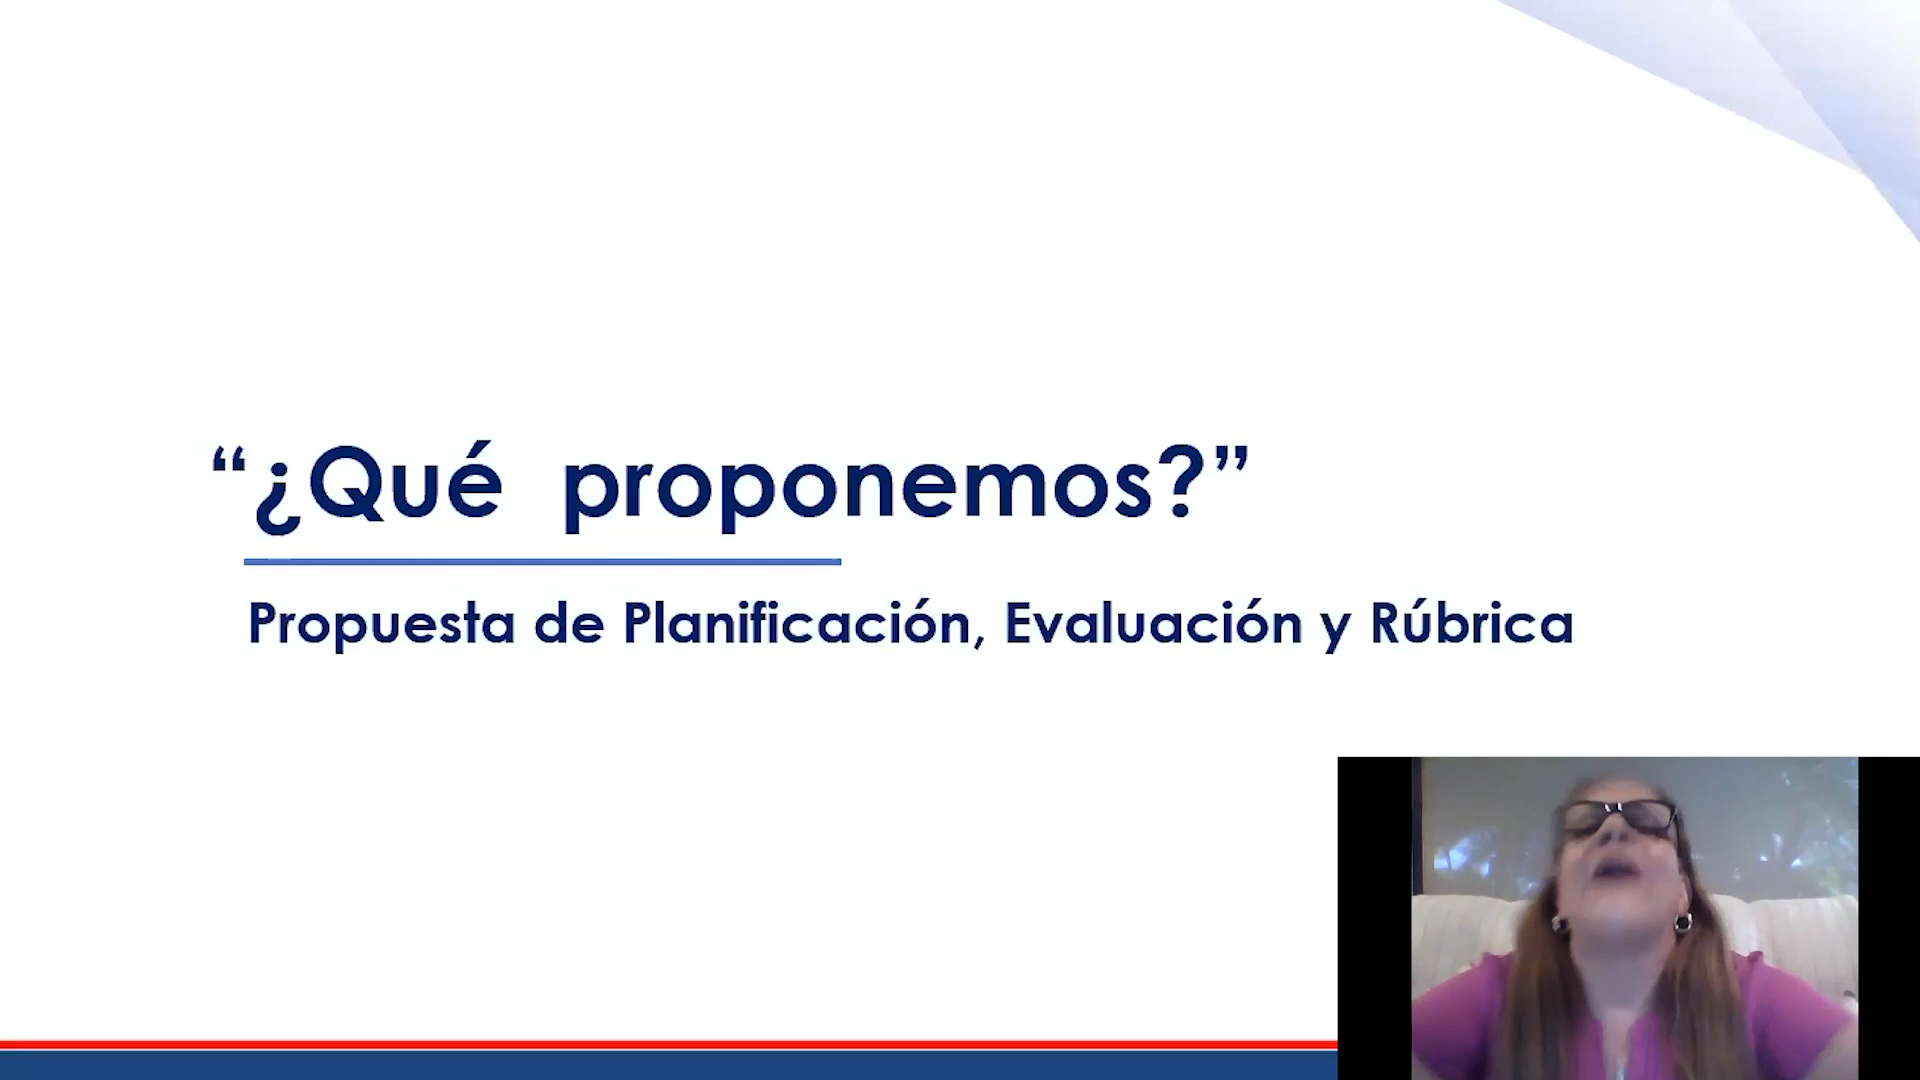 “¿Qué proponemos?”
Propuesta de Planificación, Evaluación y Rúbrica